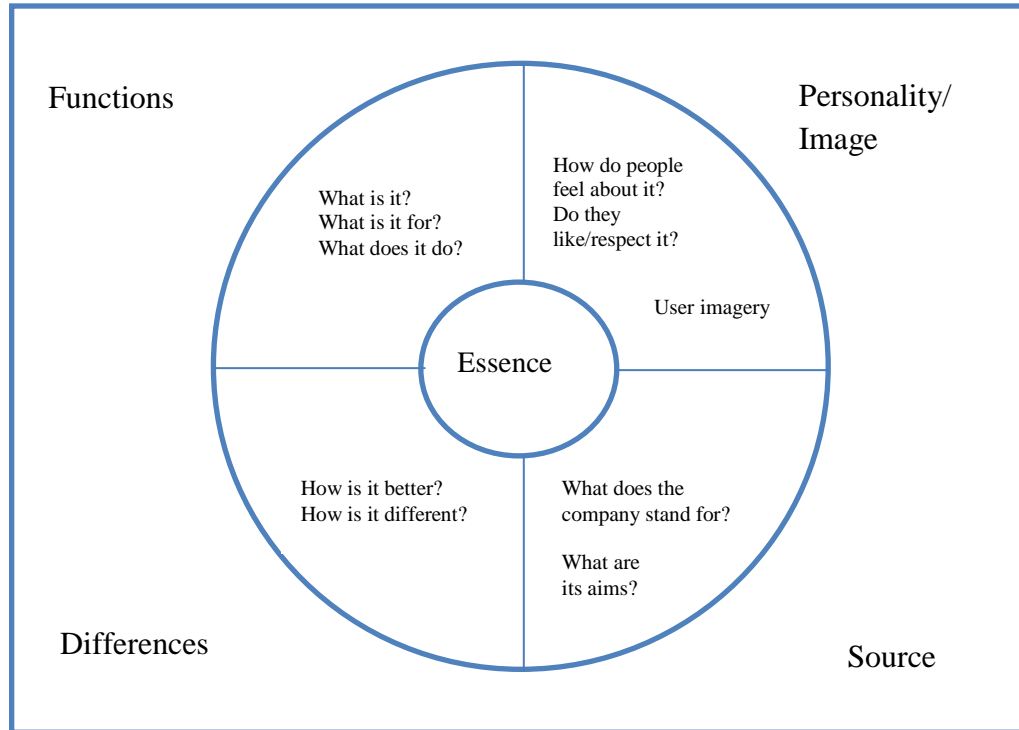 Functions
Personality/
Image
How do people
feel about it?
Do they
like/respect it?
What is it?
What is it for?
What does it do?
User imagery
Essence
How is it better?
How is it different?
What does the
company stand for?
What are
its aims?
Differences
Source